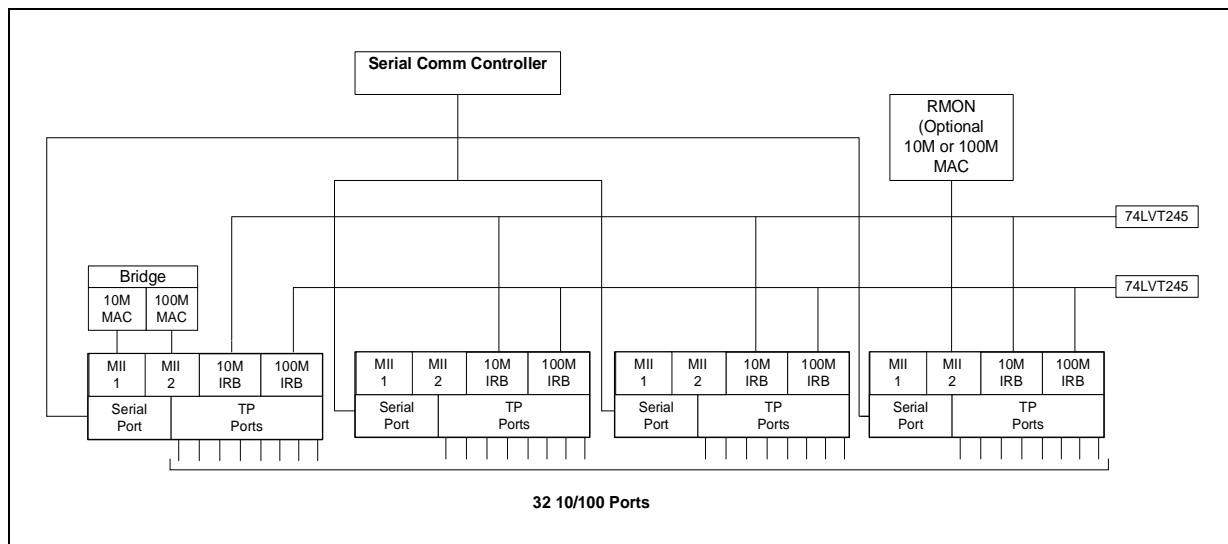 Serial Comm Controller
RMON
(Optional
10M or 100M
MAC
74LVT245
74LVT245
Bridge
10M
MAC
100M
MAC
MII
1
MII
2
10M
IRB
100M
IRB
Serial
Port
TP
Ports
MII
1
MII
2
10M
IRB
100M
IRB
Serial
Port
TP
Ports
MII
1
MII
2
10M
IRB
100M
IRB
Serial
Port
TP
Ports
MII
1
MII
2
10M
IRB
100M
IRB
Serial
Port
TP
Ports
32 10/100 Ports